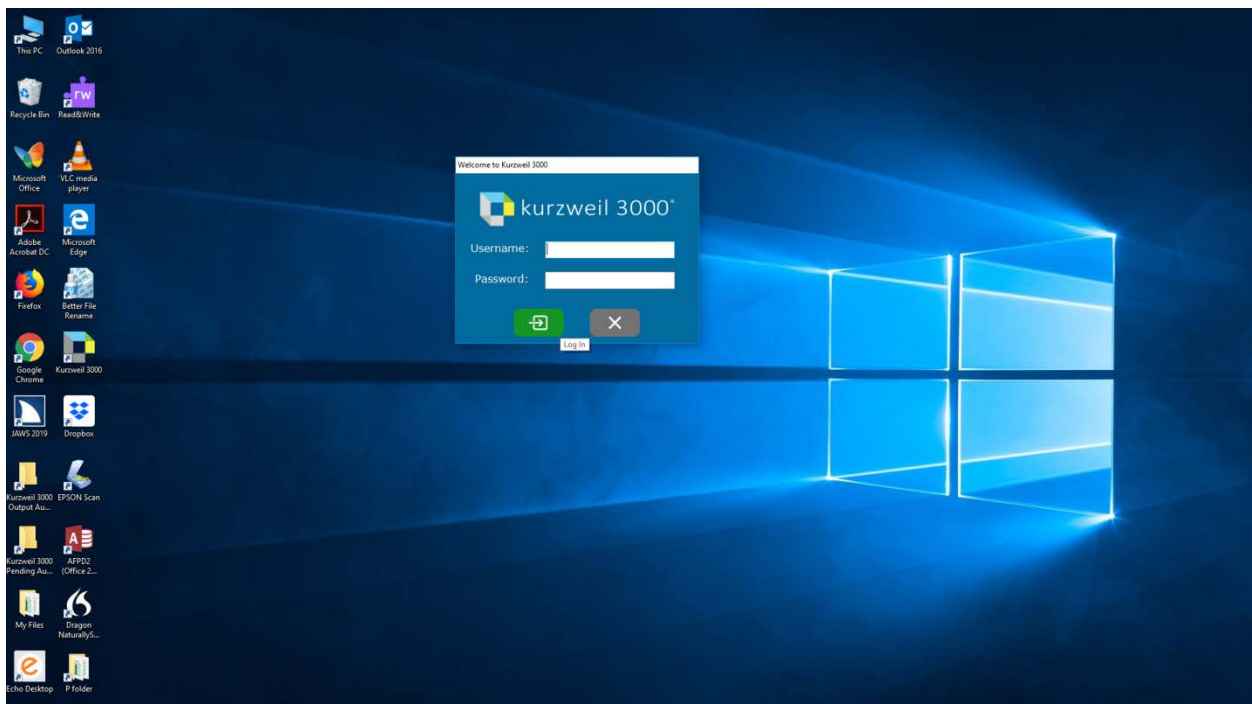 This PC
Outlook 2016
Recycle Bin
rw
Read&Write
Microsoft
Office
VLC media
player
Adobe
Acrobat DC
Microsoft
Edge
Firefox
Better File
Rename
Google
Chrome
Kurzweil 3000
JAWS 2019
Dropbox
Kurzweil 3000
Output Au...
EPSON Scan
Kurzweil 3000
Pending Au...
AFPD2
(Office 2...
My Files
Dragon
NaturallyS...
Echo Desktop
P folder
Welcome to Kurzweil 3000
kurzweil 3000®
Username:
Password:
Log In